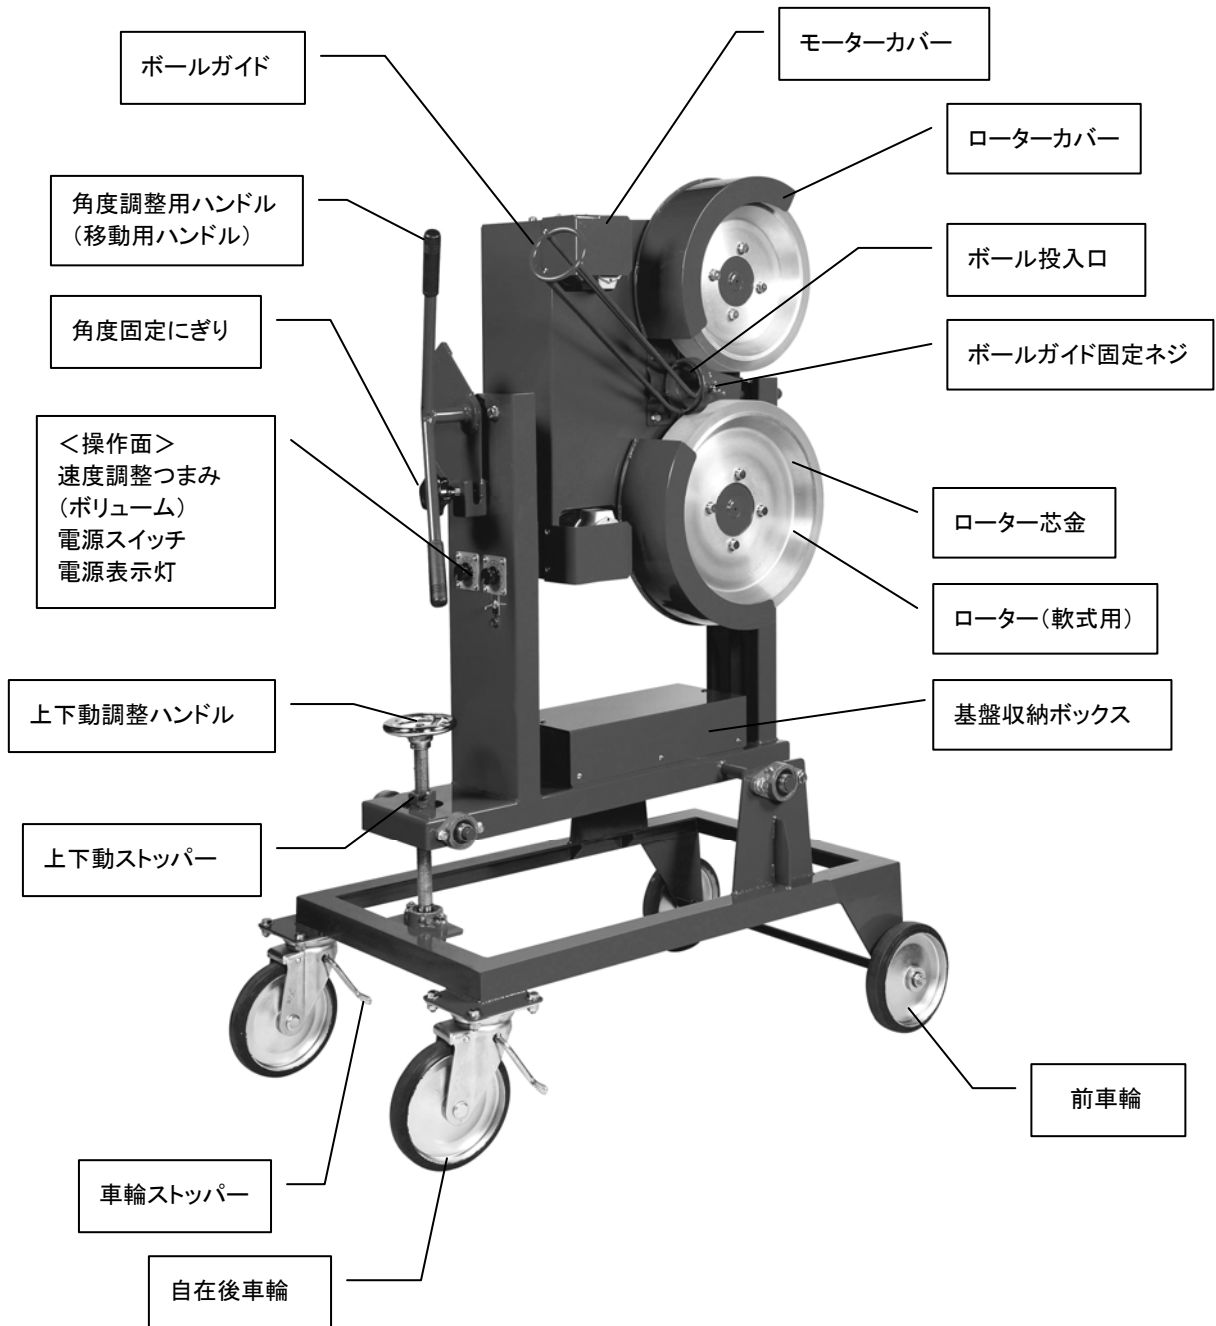 ボールガイド
モーターカバー
ローターカバー
角度調整用ハンドル
（移動用ハンドル）
ボール投入口
角度固定にぎり
ボールガイド固定ネジ
＜操作面＞
速度調整つまみ
（ボリューム）
電源スイッチ
電源表示灯
ローター芯金
ローター（軟式用）
上下動調整ハンドル
基盤収納ボックス
上下動ストッパー
前車輪
車輪ストッパー
自在後車輪